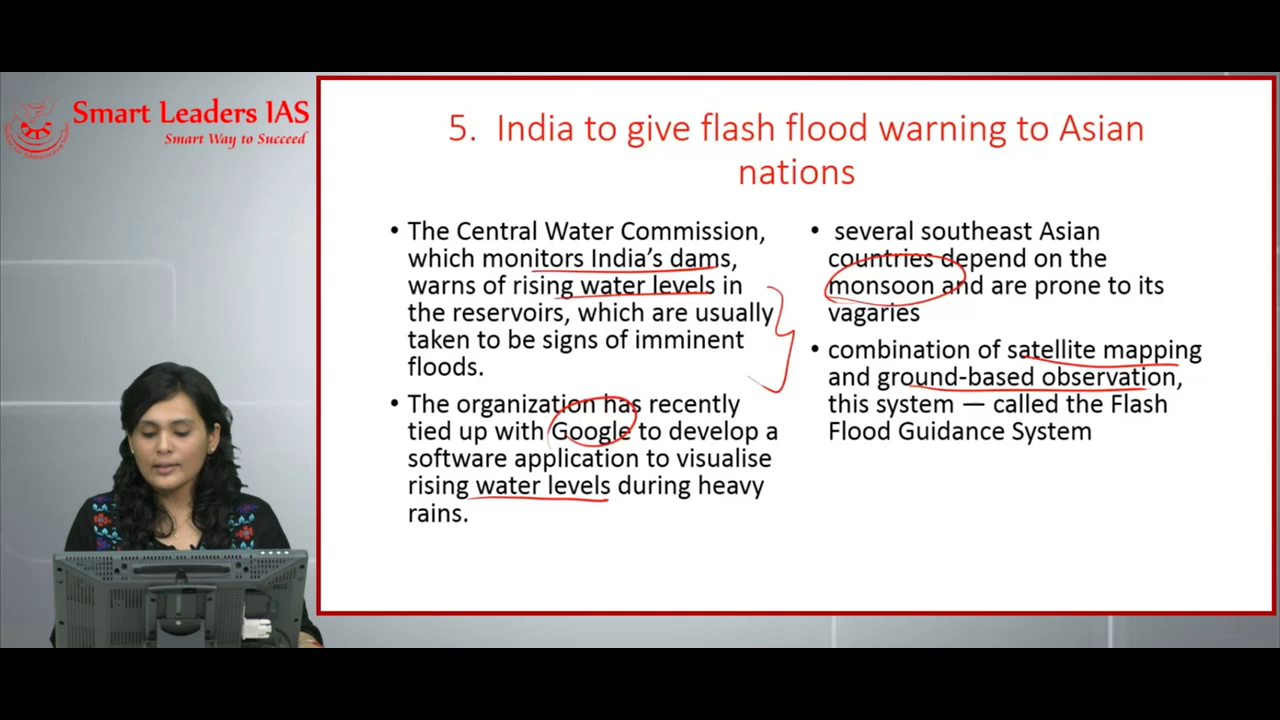 Smart Leaders IAS
Smart Way to Succeed
5. India to give flash flood warning to Asian
nations
• The Central Water Commission,
which monitors India's dams,
warns of rising water levels in
the reservoirs, which are usually
taken to be signs of imminent
floods.
• The organization has recently
tied up with Google to develop a
software application to visualise
rising water levels during heavy
rains.
• several southeast Asian
countries depend on the
monsoon and are prone to its
vagaries
• combination of satellite mapping
and ground-based observation,
this system — called the Flash
Flood Guidance System